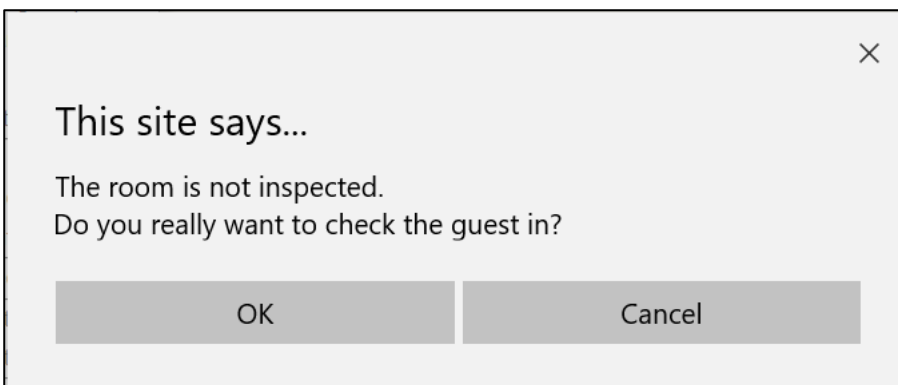 This site says...
The room is not inspected.
Do you really want to check the guest in?
OK
Cancel